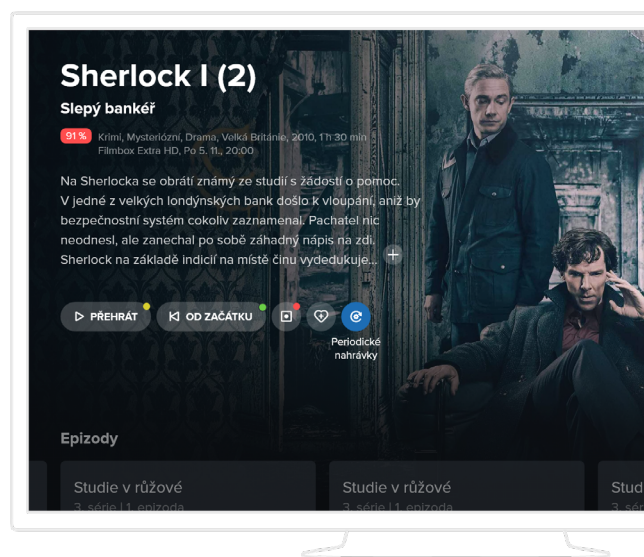 Sherlock I (2)
Slepý bankéř
91 % Krimi, Mysteriózní, Drama, Velká Británie, 2010, 1 h 30 min
Filmbox Extra HD, Po 5. 11., 20:00
Na Sherlocka se obrátí známý ze studií s žádostí o pomoc.
V jedné z velkých londýnských bank došlo k vloupání, aniž by
bezpečnostní systém cokoliv zaznamenal. Pachatel nic
neodnesl, ale zanechal po sobě záhadný nápis na zdi.
Sherlock na základě indicií na místě činu vydedukuje...
PŘEHRÁT OD ZAČÁTKU
Periodické
nahrávky
Epizody
Studie v růžové Studie v růžové Stud
3. série | 1. epizoda 3. série | 1. epizoda 3. sér